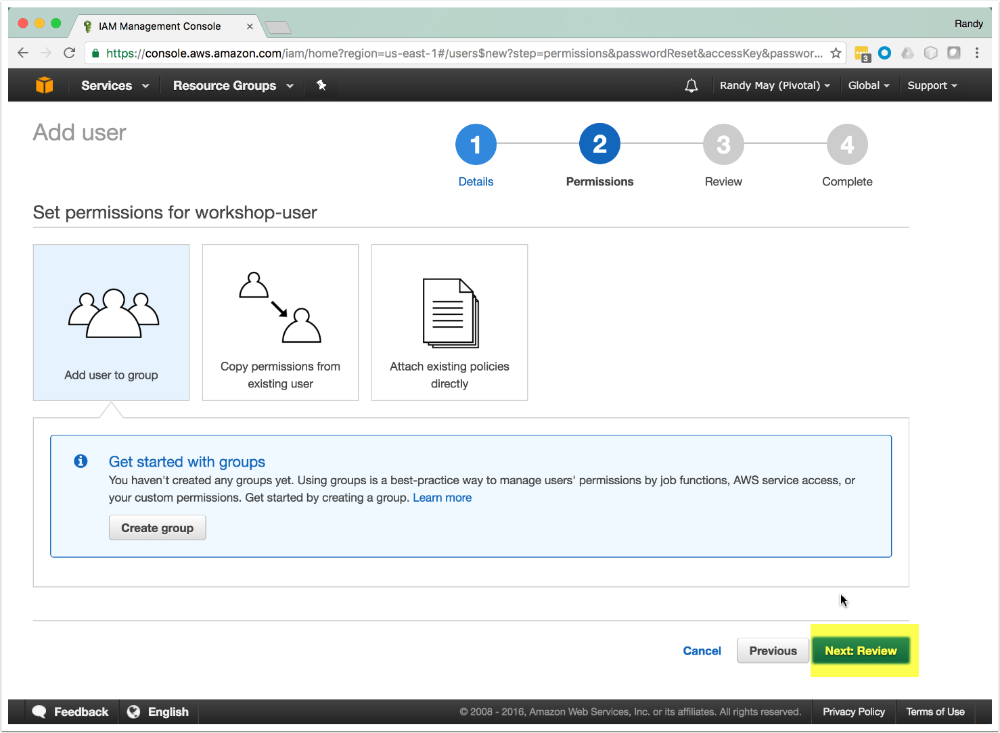 IAM Management Console
Randy
https://console.aws.amazon.com/iam/home?region=us-east-1#/users$new?step=permissions&passwordReset&accessKey&passwor...
3
Services
Resource Groups
Randy May (Pivotal)
Global
Support
Add user
1
2
3
4
Details
Permissions
Review
Complete
Set permissions for workshop-user
Add user to group
Copy permissions from
existing user
Attach existing policies
directly
Get started with groups
You haven't created any groups yet. Using groups is a best-practice way to manage users' permissions by job functions, AWS service access, or
your custom permissions. Get started by creating a group. Learn more
Create group
Cancel
Previous
Next: Review
Feedback
English
© 2008 - 2016, Amazon Web Services, Inc. or its affiliates. All rights reserved.
Privacy Policy
Terms of Use